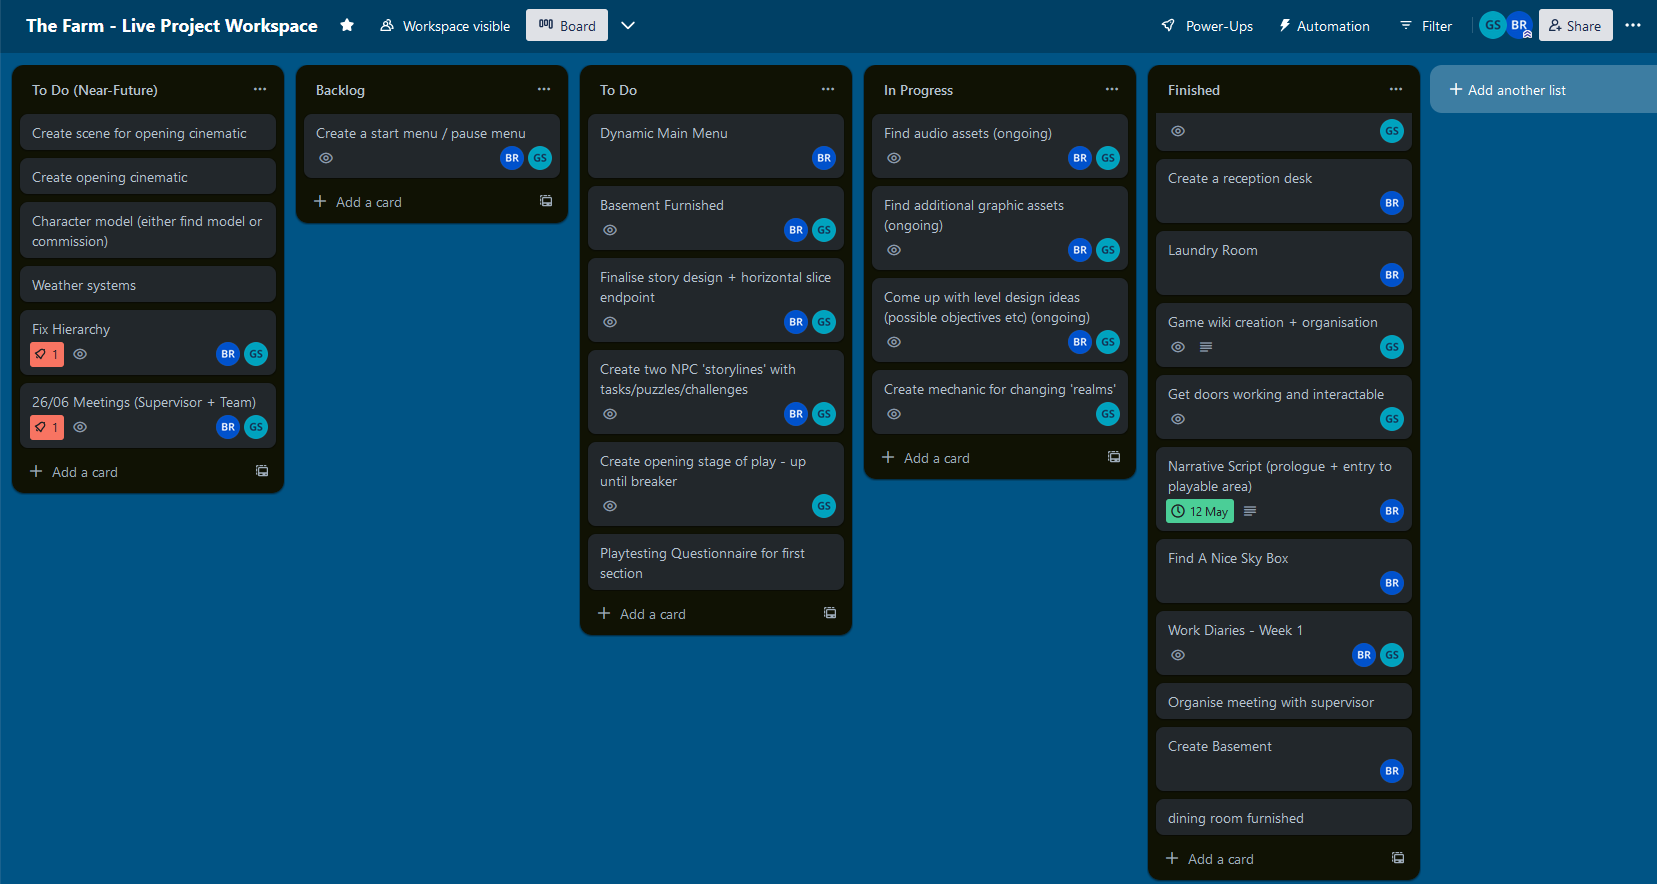 The Farm - Live Project Workspace
Workspace visible
Board
Power-Ups
Automation
Filter
GS
BR
Share
To Do (Near-Future)
Create scene for opening cinematic
Create opening cinematic
Character model (either find model or
commission)
Weather systems
Fix Hierarchy
1
BR
GS
26/06 Meetings (Supervisor + Team)
1
BR
GS
Add a card
Backlog
Create a start menu / pause menu
BR
GS
Add a card
To Do
Dynamic Main Menu
BR
Basement Furnished
BR
GS
Finalise story design + horizontal slice
endpoint
BR
GS
Create two NPC 'storylines' with
tasks/puzzles/challenges
BR
GS
Create opening stage of play - up
until breaker
GS
Playtesting Questionnaire for first
section
Add a card
In Progress
Find audio assets (ongoing)
BR
GS
Find additional graphic assets
(ongoing)
BR
GS
Come up with level design ideas
(possible objectives etc) (ongoing)
BR
GS
Create mechanic for changing 'realms'
GS
Add a card
Finished
GS
Create a reception desk
BR
Laundry Room
BR
Game wiki creation + organisation
GS
Get doors working and interactable
GS
Narrative Script (prologue + entry to
playable area)
12 May
BR
Find A Nice Sky Box
BR
Work Diaries - Week 1
BR
GS
Organise meeting with supervisor
Create Basement
BR
dining room furnished
Add a card
Add another list